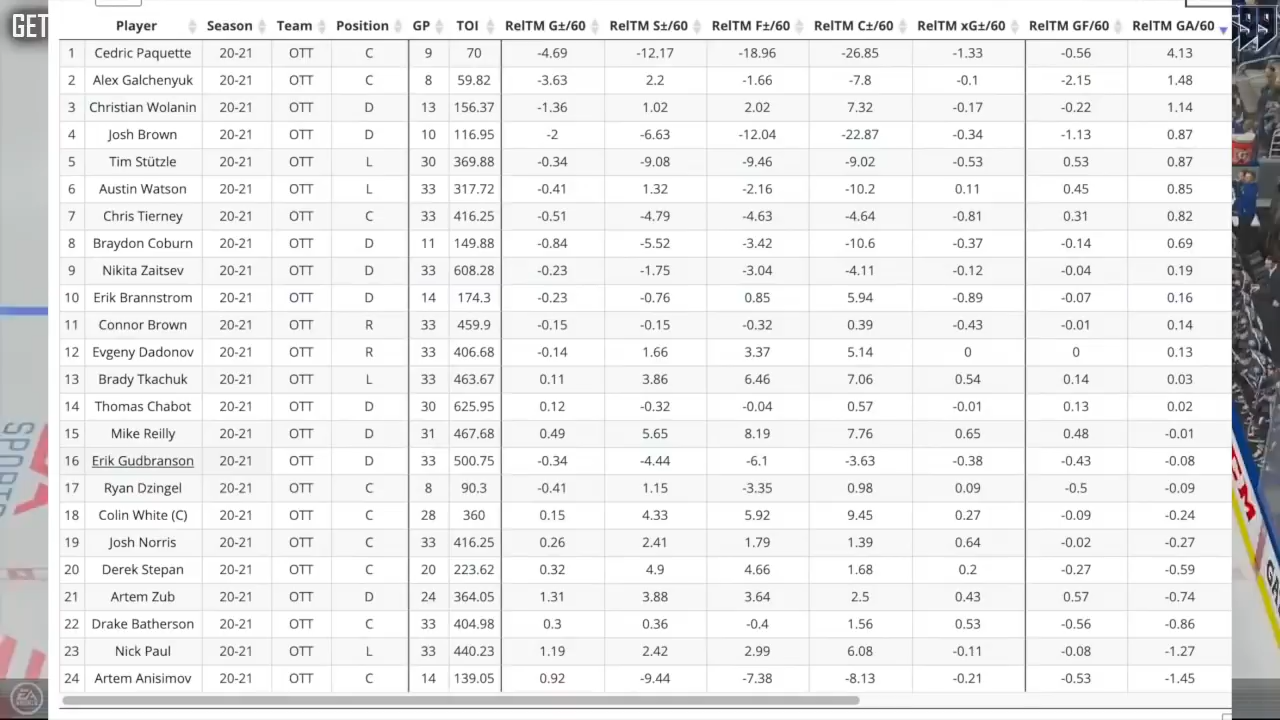 GET
Player Season Team Position GP TOI RelTM G±/60 RelTM S±/60 RelTM F±/60 RelTM C±/60 RelTM xG±/60 RelTM GF/60 RelTM GA/60
1 Cedric Paquette 20-21 OTT C 9 70 -4.69 -12.17 -18.96 -26.85 -1.33 -0.56 4.13
2 Alex Galchenyuk 20-21 OTT C 8 59.82 -3.63 2.2 -1.66 -7.8 -0.1 -2.15 1.48
3 Christian Wolanin 20-21 OTT D 13 156.37 -1.36 1.02 2.02 7.32 -0.17 -0.22 1.14
4 Josh Brown 20-21 OTT D 10 116.95 -2 -6.63 -12.04 -22.87 -0.34 -1.13 0.87
5 Tim Stützle 20-21 OTT L 30 369.88 -0.34 -9.08 -9.46 -9.02 -0.53 0.53 0.87
6 Austin Watson 20-21 OTT L 33 317.72 -0.41 1.32 -2.16 -10.2 0.11 0.45 0.85
7 Chris Tierney 20-21 OTT C 33 416.25 -0.51 -4.79 -4.63 -4.64 -0.81 0.31 0.82
8 Braydon Coburn 20-21 OTT D 11 149.88 -0.84 -5.52 -3.42 -10.6 -0.37 -0.14 0.69
9 Nikita Zaitsev 20-21 OTT D 33 608.28 -0.23 -1.75 -3.04 -4.11 -0.12 -0.04 0.19
10 Erik Brannstrom 20-21 OTT D 14 174.3 -0.23 -0.76 0.85 5.94 -0.89 -0.07 0.16
11 Connor Brown 20-21 OTT R 33 459.9 -0.15 -0.15 -0.32 0.39 -0.43 -0.01 0.14
12 Evgeny Dadonov 20-21 OTT R 33 406.68 -0.14 1.66 3.37 5.14 0 0 0.13
13 Brady Tkachuk 20-21 OTT L 33 463.67 0.11 3.86 6.46 7.06 0.54 0.14 0.03
14 Thomas Chabot 20-21 OTT D 30 625.95 0.12 -0.32 -0.04 0.57 -0.01 0.13 0.02
15 Mike Reilly 20-21 OTT D 31 467.68 0.49 5.65 8.19 7.76 0.65 0.48 -0.01
16 Erik Gudbranson 20-21 OTT D 33 500.75 -0.34 -4.44 -6.1 -3.63 -0.38 -0.43 -0.08
17 Ryan Dzingel 20-21 OTT C 8 90.3 -0.41 1.15 -3.35 0.98 0.09 -0.5 -0.09
18 Colin White (C) 20-21 OTT C 28 360 0.15 4.33 5.92 9.45 0.27 -0.09 -0.24
19 Josh Norris 20-21 OTT C 33 416.25 0.26 2.41 1.79 1.39 0.64 -0.02 -0.27
20 Derek Stepan 20-21 OTT C 20 223.62 0.32 4.9 4.66 1.68 0.2 -0.27 -0.59
21 Artem Zub 20-21 OTT D 24 364.05 1.31 3.88 3.64 2.5 0.43 0.57 -0.74
22 Drake Batherson 20-21 OTT C 33 404.98 0.3 0.36 -0.4 1.56 0.53 -0.56 -0.86
23 Nick Paul 20-21 OTT L 33 440.23 1.19 2.42 2.99 6.08 -0.11 -0.08 -1.27
24 Artem Anisimov 20-21 OTT C 14 139.05 0.92 -9.44 -7.38 -8.13 -0.21 -0.53 -1.45